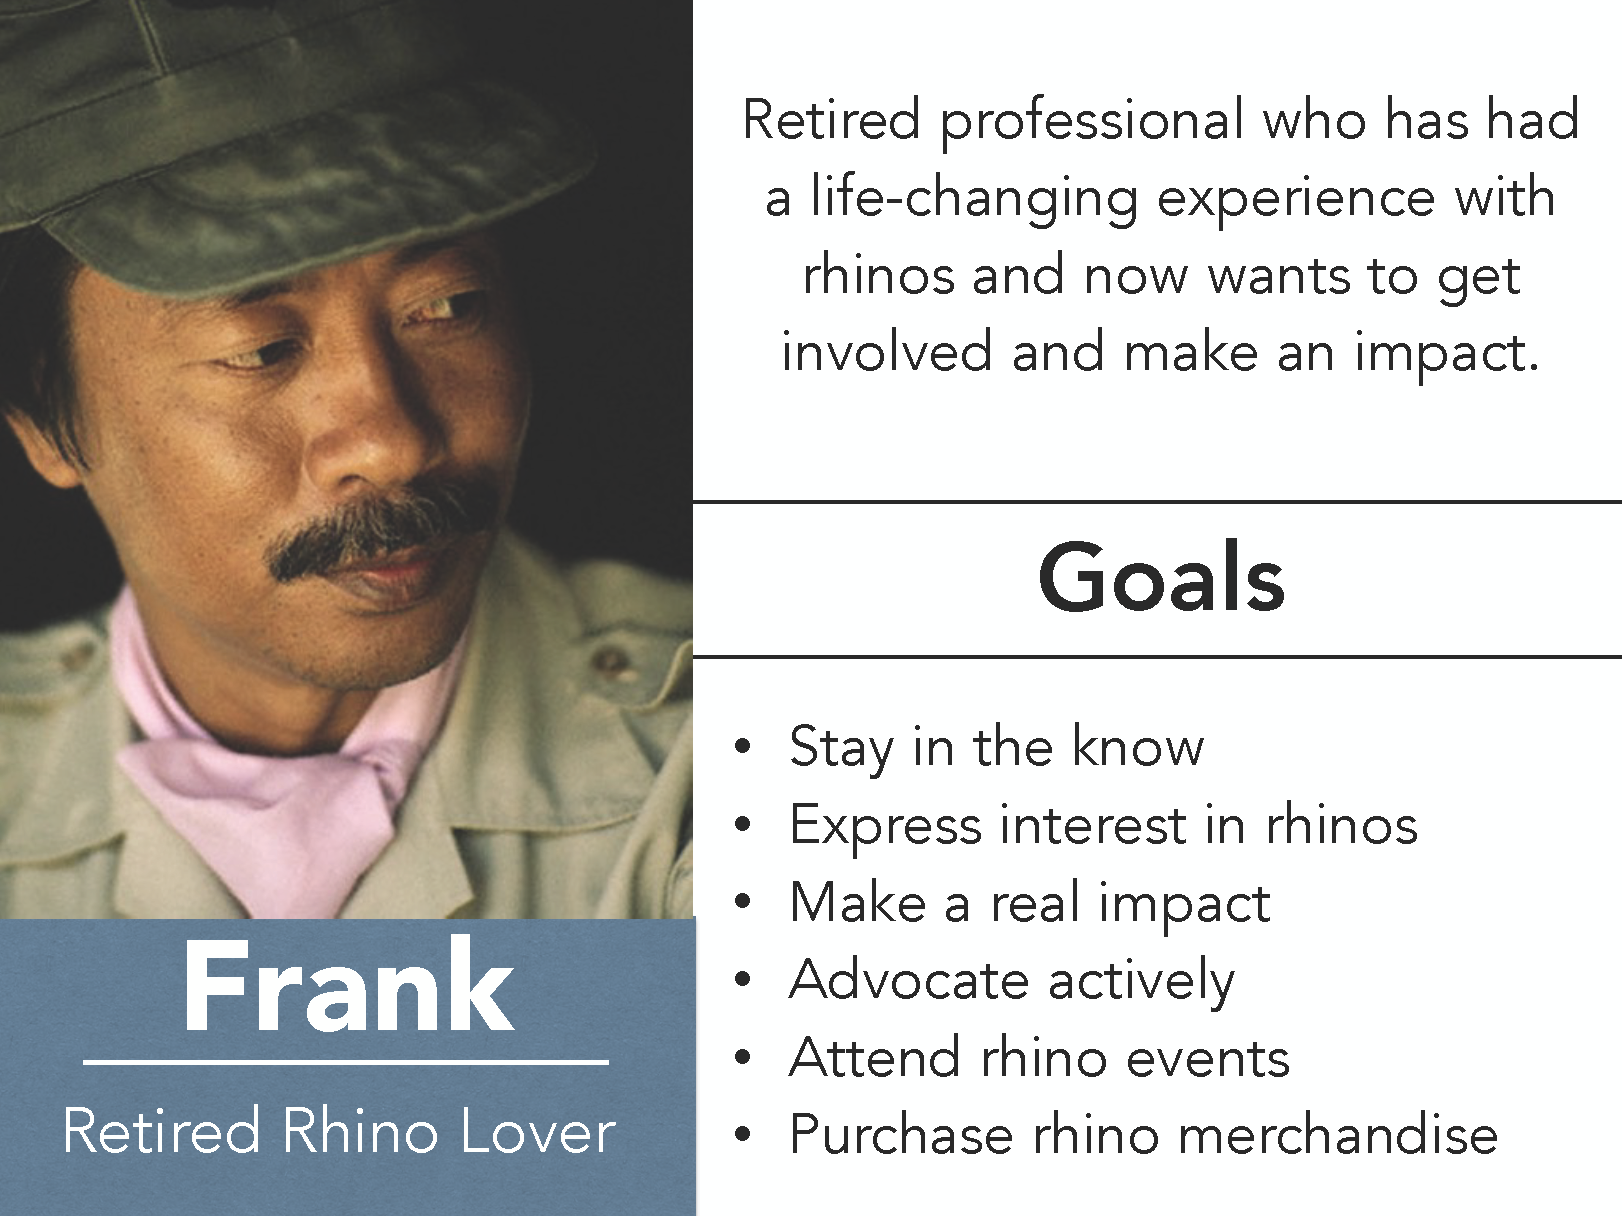 Retired professional who has had
a life-changing experience with
rhinos and now wants to get
involved and make an impact.
Goals
• Stay in the know
• Express interest in rhinos
• Make a real impact
• Advocate actively
• Attend rhino events
• Purchase rhino merchandise
Frank
Retired Rhino Lover